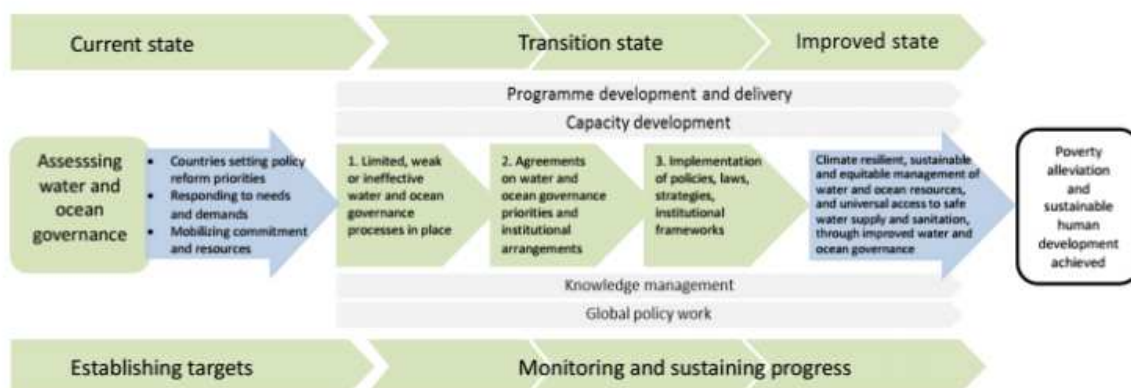 Current state
Transition state
Improved state
Programme development and delivery
Capacity development
Assesssing
water and
ocean
governance
• Countries setting policy
reform priorities
• Responding to needs
and demands
• Mobilizing commitment
and resources
1. Limited, weak
or ineffective
water and ocean
governance
processes in place
2. Agreements
on water and
ocean governance
priorities and
institutional
arrangements
3. Implementation
of policies, laws,
strategies,
institutional
frameworks
Climate resilient, sustainable
and equitable management of
water and ocean resources,
and universal access to safe
water supply and sanitation,
through improved water and
ocean governance
Poverty
alleviation
and
sustainable
human
development
achieved
Knowledge management
Global policy work
Establishing targets
Monitoring and sustaining progress